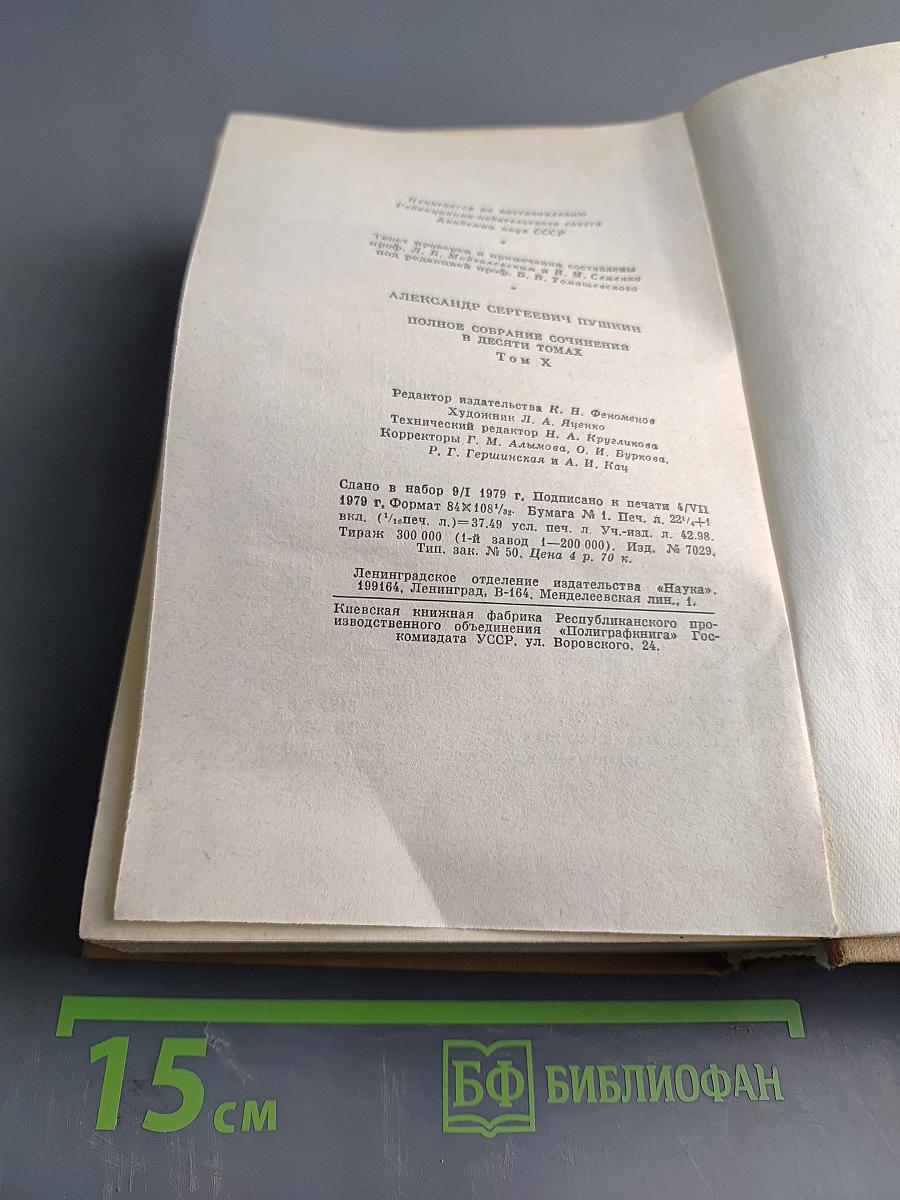 Печатается по постановлению
Редакционно-издательского совета
Академии наук СССР
*
Текст проверен и примечания составлены
проф. Л. Б. Модзалевским и И. М. Семенко
под редакцией проф. Б. В. Томашевского
*
АЛЕКСАНДР СЕРГЕЕВИЧ ПУШКИН
ПОЛНОЕ СОБРАНИЕ СОЧИНЕНИЙ
В ДЕСЯТИ ТОМАХ
Том X
Редактор издательства К. Н. Феноменов
Художник Л. А. Яценко
Технический редактор Н. А. Кругликова
Корректоры Г. М. Алымова, О. И. Буркова,
Р. Г. Гершинская и А. И. Кац
Сдано в набор 9/I 1979 г. Подписано к печати 4/VII
1979 г. Формат 84×108¹/₃₂. Бумага № 1. Печ. л. 22¹/₄+1
вкл. (¹/₁₆печ. л.)=37.49 усл. печ. л. Уч.-изд. л. 42.98.
Тираж 300 000 (1-й завод 1—200 000). Изд. № 7029.
Тип. зак. № 50. Цена 4 р. 70 к.
Ленинградское отделение издательства «Наука».
199164, Ленинград, В-164, Менделеевская лин., 1.
Киевская книжная фабрика Республиканского про-
изводственного объединения «Полиграфкнига» Гос-
комиздата УССР, ул. Воровского, 24.
15 см
БФ БИБЛИОФАН